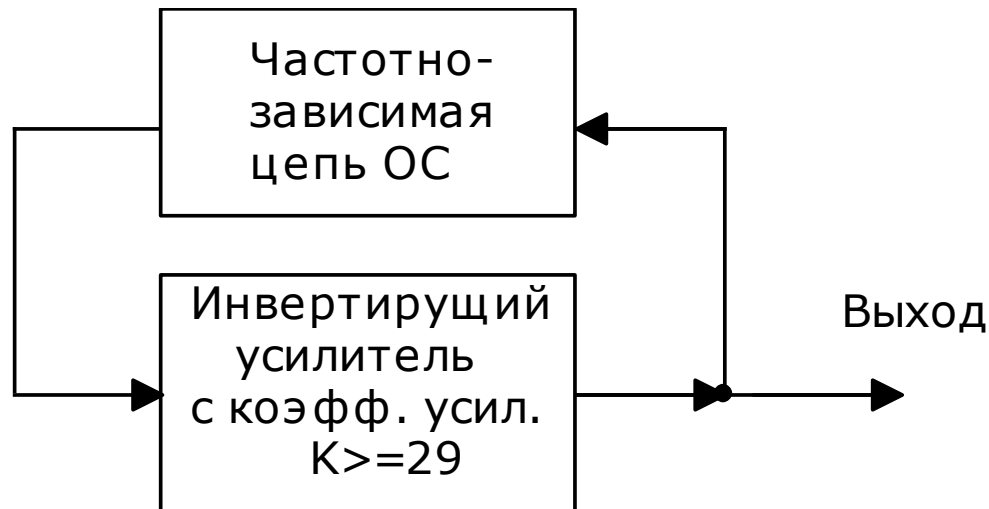 Частотно-
зависимая
цепь ОС
Инвертирущий
усилитель
с коэфф. усил.
K>=29
Выход